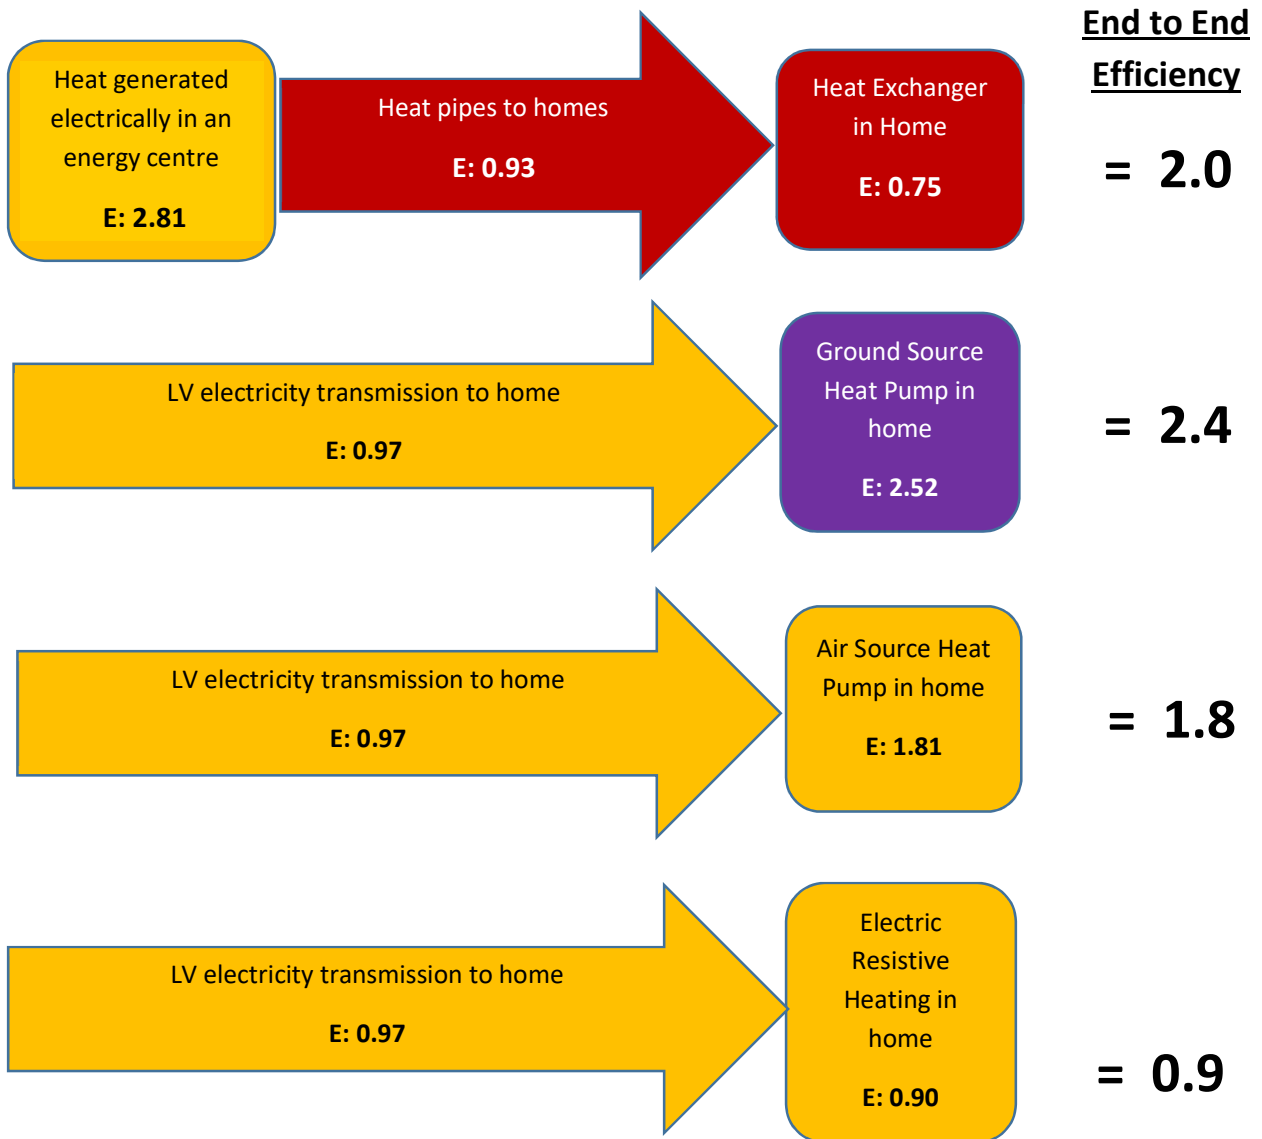 End to End
Efficiency
Heat generated
electrically in an
energy centre
E: 2.81
Heat pipes to homes
E: 0.93
Heat Exchanger
in Home
E: 0.75
= 2.0
LV electricity transmission to home
E: 0.97
Ground Source
Heat Pump in
home
E: 2.52
= 2.4
LV electricity transmission to home
E: 0.97
Air Source Heat
Pump in home
E: 1.81
= 1.8
LV electricity transmission to home
E: 0.97
Electric
Resistive
Heating in
home
E: 0.90
= 0.9